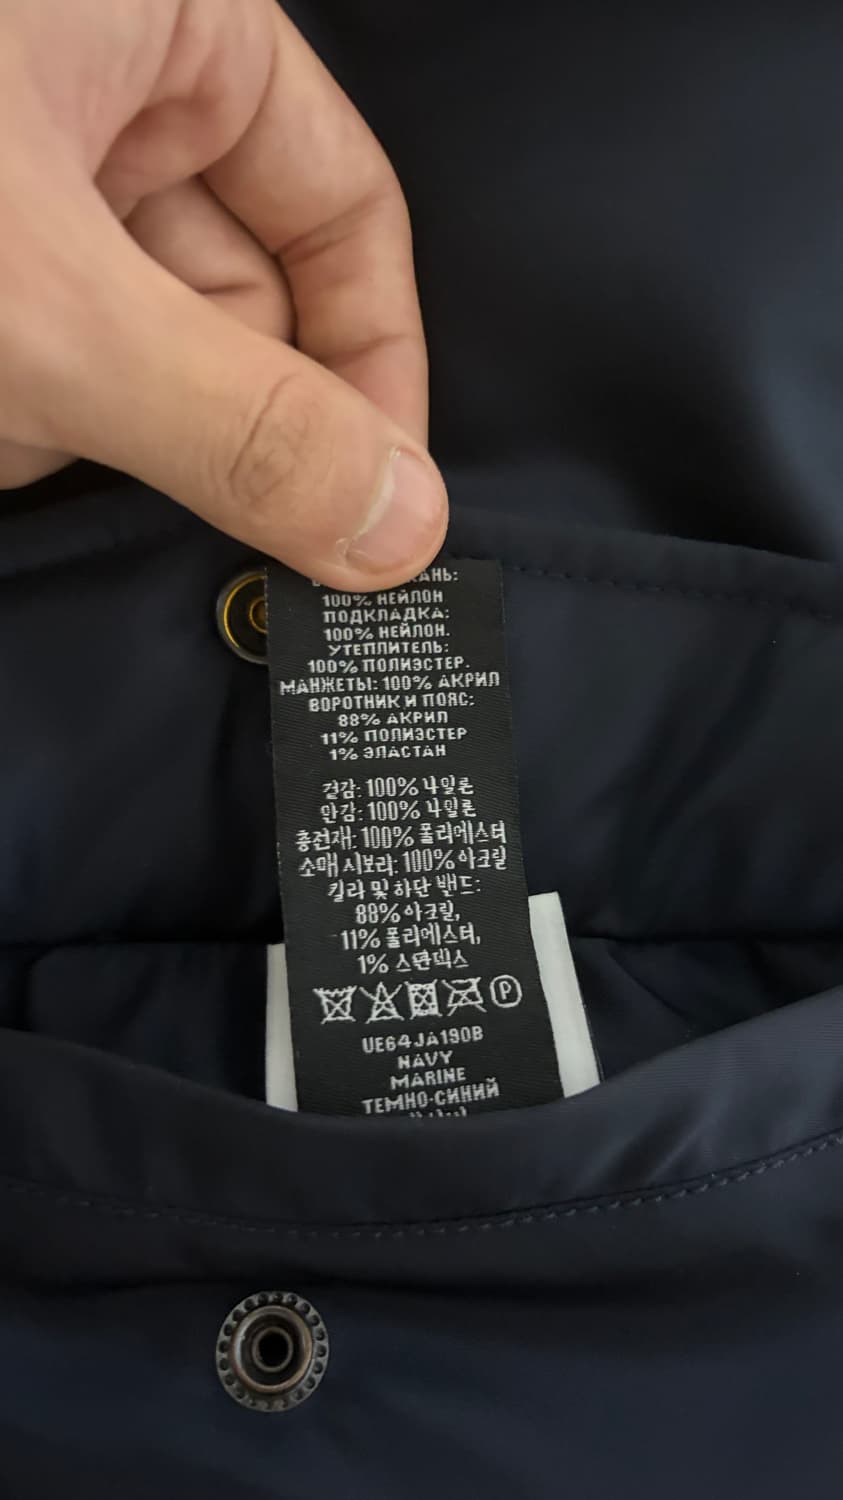 100% НЕЙЛОН
ПОДКЛАДКА:
100% НЕЙЛОН.
УТЕПЛИТЕЛЬ:
100% ПОЛИЭСТЕР.
МАНЖЕТЫ: 100% АКРИЛ
ВОРОТНИК И ПОЯС:
88% АКРИЛ
11% ПОЛИЭСТЕР
1% ЭЛАСТАН
겉감: 100% 나일론
안감: 100% 나일론
충전재: 100% 폴리에스터
소매 시보리: 100% 아크릴
칼라 및 하단 밴드:
88% 아크릴,
11% 폴리에스터,
1% 스판덱스
P
UE64JA190B
NAVY
MARINE
ТЕМНО-СИНИЙ